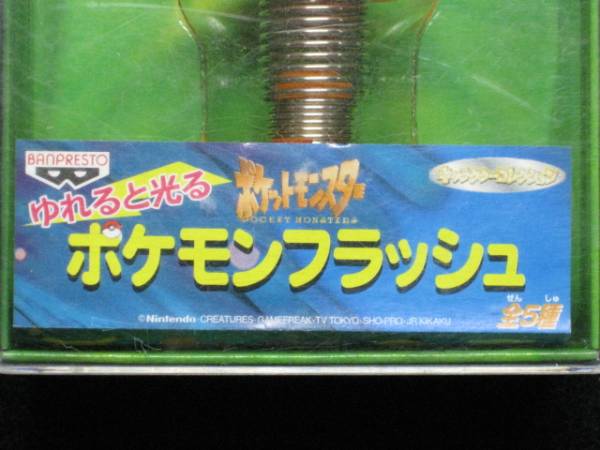 BANPRESTO
ゆれると光る
ポケットモンスター
POCKET MONSTERS
キャラクターコレクション
ポケモンフラッシュ
ぜん しゅ
全5種
©Nintendo・CREATURES・GAMEFREAK・TV TOKYO・SHO-PRO・JR KIKAKU